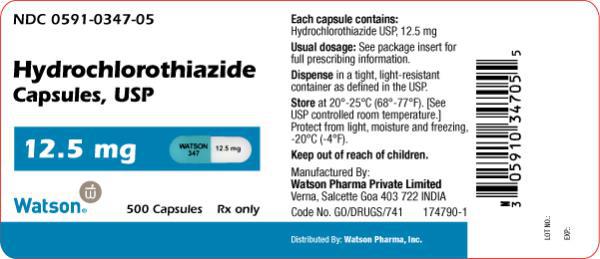 NDC 0591-0347-05
Hydrochlorothiazide
Capsules, USP
12.5 mg
WATSON
347
12.5 mg
Watson®
500 Capsules Rx only
Each capsule contains:
Hydrochlorothiazide USP, 12.5 mg
Usual dosage: See package insert for
full prescribing information.
Dispense in a tight, light-resistant
container as defined in the USP.
Store at 20°-25°C (68°-77°F). [See
USP controlled room temperature.]
Protect from light, moisture and freezing,
-20°C (-4°F).
Keep out of reach of children.
Manufactured By:
Watson Pharma Private Limited
Verna, Salcette Goa 403 722 INDIA
Code No. GO/DRUGS/741 174790-1
Distributed By: Watson Pharma, Inc.
N
3 05910 34705 5
LOT NO.:
EXP.: